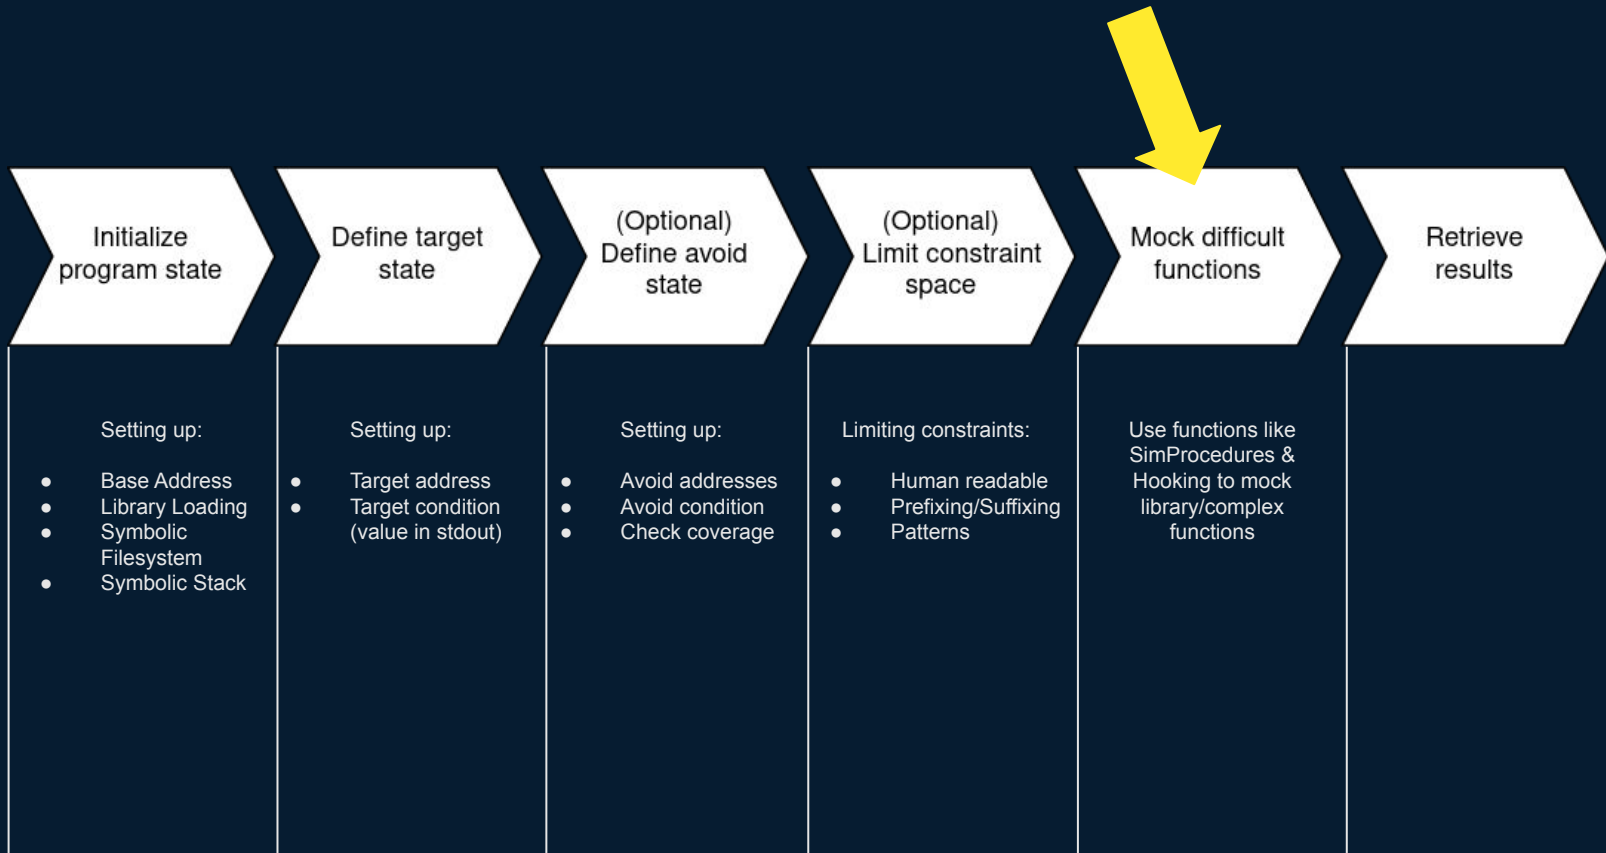 Initialize
program state
Define target
state
(Optional)
Define avoid
state
(Optional)
Limit constraint
space
Mock difficult
functions
Retrieve
results
Setting up:
● Base Address
● Library Loading
● Symbolic
Filesystem
● Symbolic Stack
Setting up:
● Target address
● Target condition
(value in stdout)
Setting up:
● Avoid addresses
● Avoid condition
● Check coverage
Limiting constraints:
● Human readable
● Prefixing/Suffixing
● Patterns
Use functions like
SimProcedures &
Hooking to mock
library/complex
functions